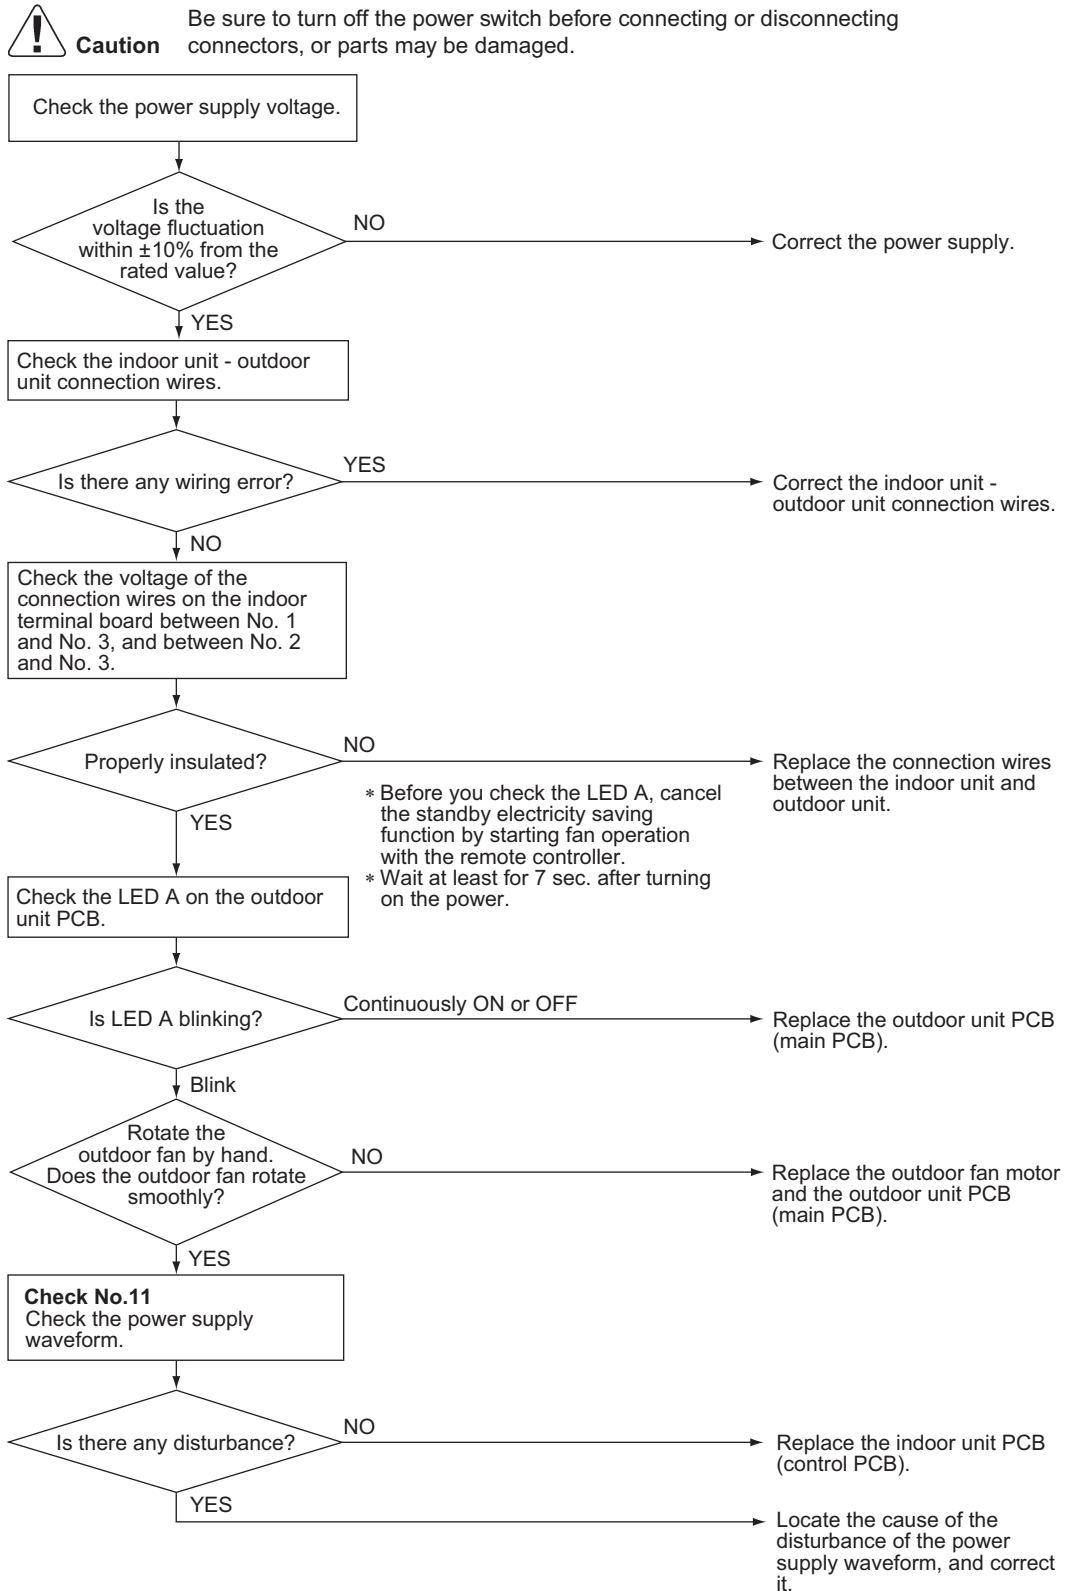 Be sure to turn off the power switch before connecting or disconnecting
Caution connectors, or parts may be damaged.
Check the power supply voltage.
Is the
voltage fluctuation
within ±10% from the
rated value?
NO
Correct the power supply.
YES
Check the indoor unit - outdoor
unit connection wires.
Is there any wiring error?
YES
Correct the indoor unit -
outdoor unit connection wires.
NO
Check the voltage of the
connection wires on the indoor
terminal board between No. 1
and No. 3, and between No. 2
and No. 3.
Properly insulated?
NO
Replace the connection wires
between the indoor unit and
outdoor unit.
YES
* Before you check the LED A, cancel
the standby electricity saving
function by starting fan operation
with the remote controller.
* Wait at least for 7 sec. after turning
on the power.
Check the LED A on the outdoor
unit PCB.
Is LED A blinking?
Continuously ON or OFF
Replace the outdoor unit PCB
(main PCB).
Blink
Rotate the
outdoor fan by hand.
Does the outdoor fan rotate
smoothly?
NO
Replace the outdoor fan motor
and the outdoor unit PCB
(main PCB).
YES
Check No.11
Check the power supply
waveform.
Is there any disturbance?
NO
Replace the indoor unit PCB
(control PCB).
YES
Locate the cause of the
disturbance of the power
supply waveform, and correct
it.